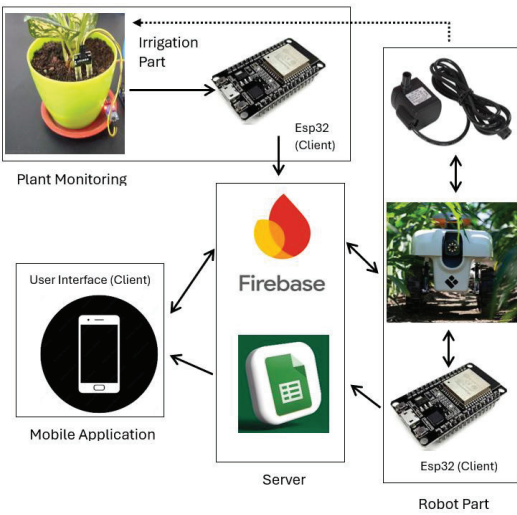 Irrigation
Part
Esp32
(Client)
Plant Monitoring
User Interface (Client)
Mobile Application
Firebase
Server
Esp32 (Client)
Robot Part